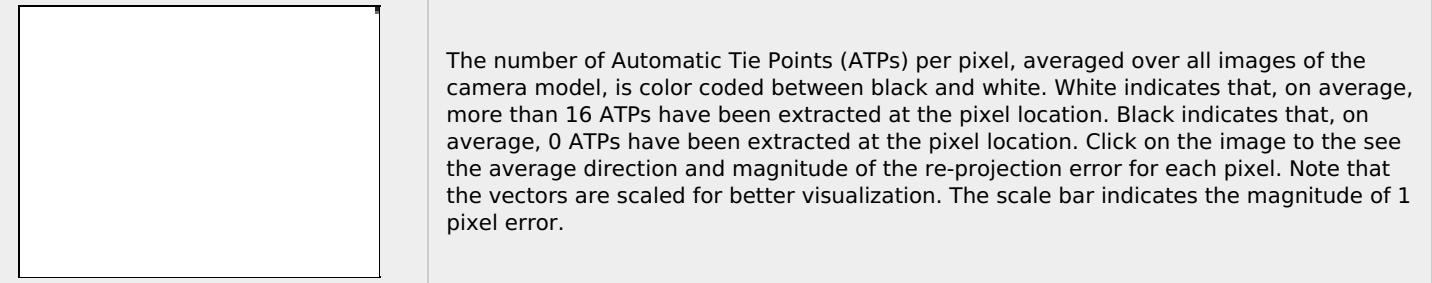 The number of Automatic Tie Points (ATPs) per pixel, averaged over all images of the
camera model, is color coded between black and white. White indicates that, on average,
more than 16 ATPs have been extracted at the pixel location. Black indicates that, on
average, 0 ATPs have been extracted at the pixel location. Click on the image to the see
the average direction and magnitude of the re-projection error for each pixel. Note that
the vectors are scaled for better visualization. The scale bar indicates the magnitude of 1
pixel error.